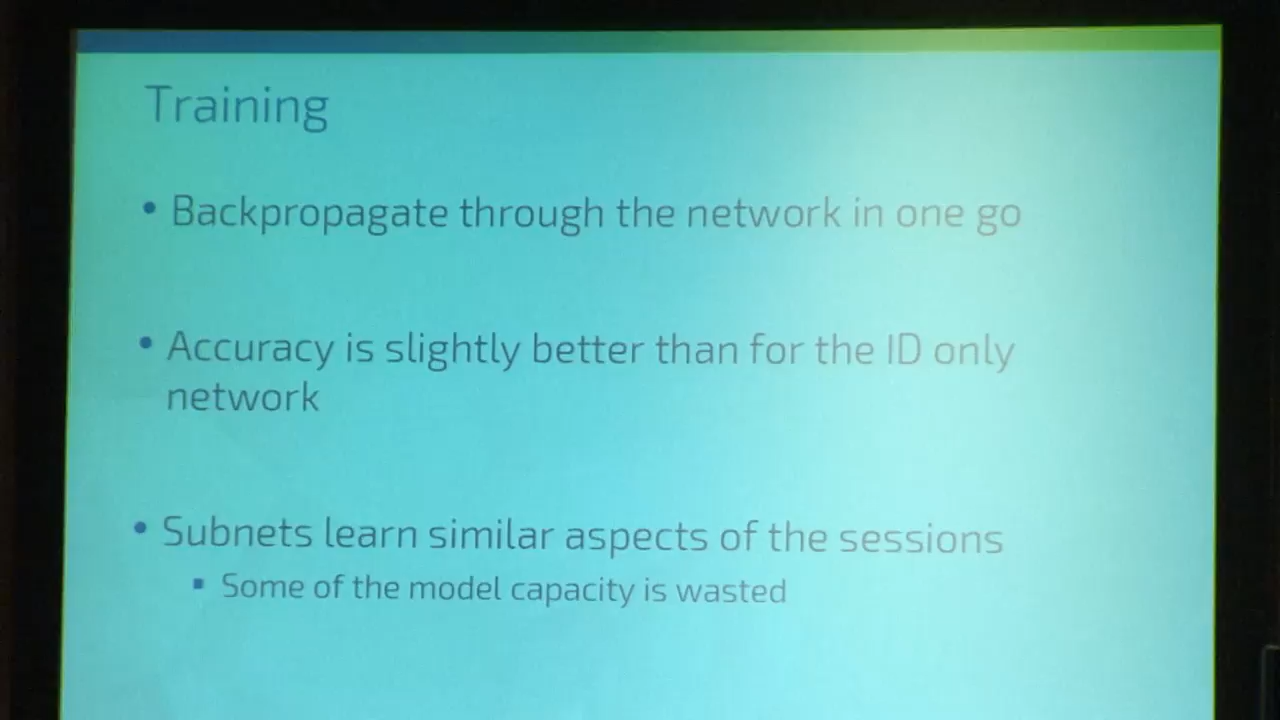 Training
• Backpropagate through the network in one go
• Accuracy is slightly better than for the ID only
network
• Subnets learn similar aspects of the sessions
▪ Some of the model capacity is wasted